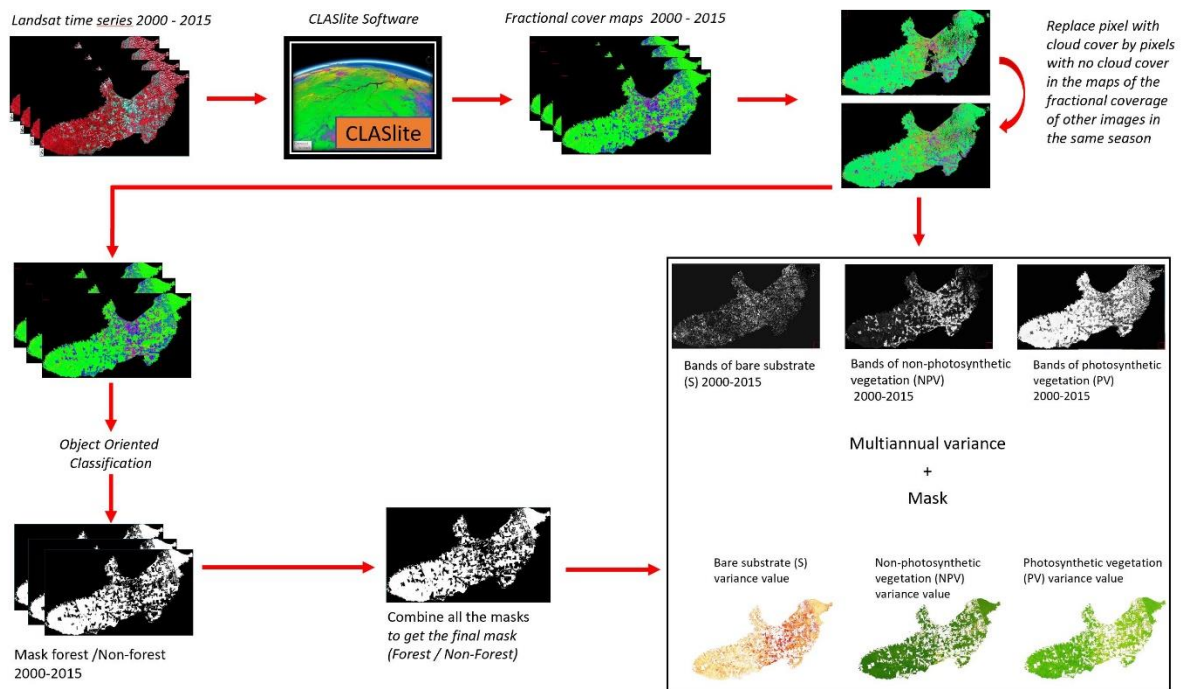 Landsat time series 2000 - 2015
CLASlite Software
Fractional cover maps 2000 - 2015
Replace pixel with
cloud cover by pixels
with no cloud cover
in the maps of the
fractional coverage
of other images in
the same season
CLASlite
Object Oriented
Classification
Mask forest /Non-forest
2000-2015
Combine all the masks
to get the final mask
(Forest / Non-Forest)
Bands of bare substrate
(S) 2000-2015
Bands of non-photosynthetic
vegetation (NPV)
2000-2015
Bands of photosynthetic
vegetation (PV)
2000-2015
Multiannual variance
+
Mask
Bare substrate (S)
variance value
Non-photosynthetic
vegetation (NPV)
variance value
Photosynthetic vegetation
(PV) variance value